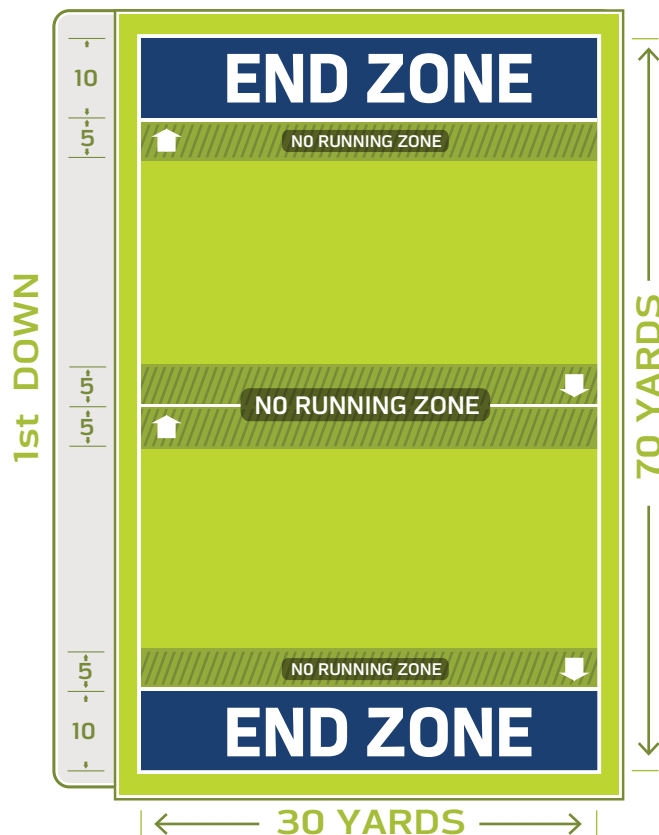 END ZONE
10
5
NO RUNNING ZONE
1st DOWN
70 YARDS
5
NO RUNNING ZONE
5
5
NO RUNNING ZONE
10
END ZONE
30 YARDS